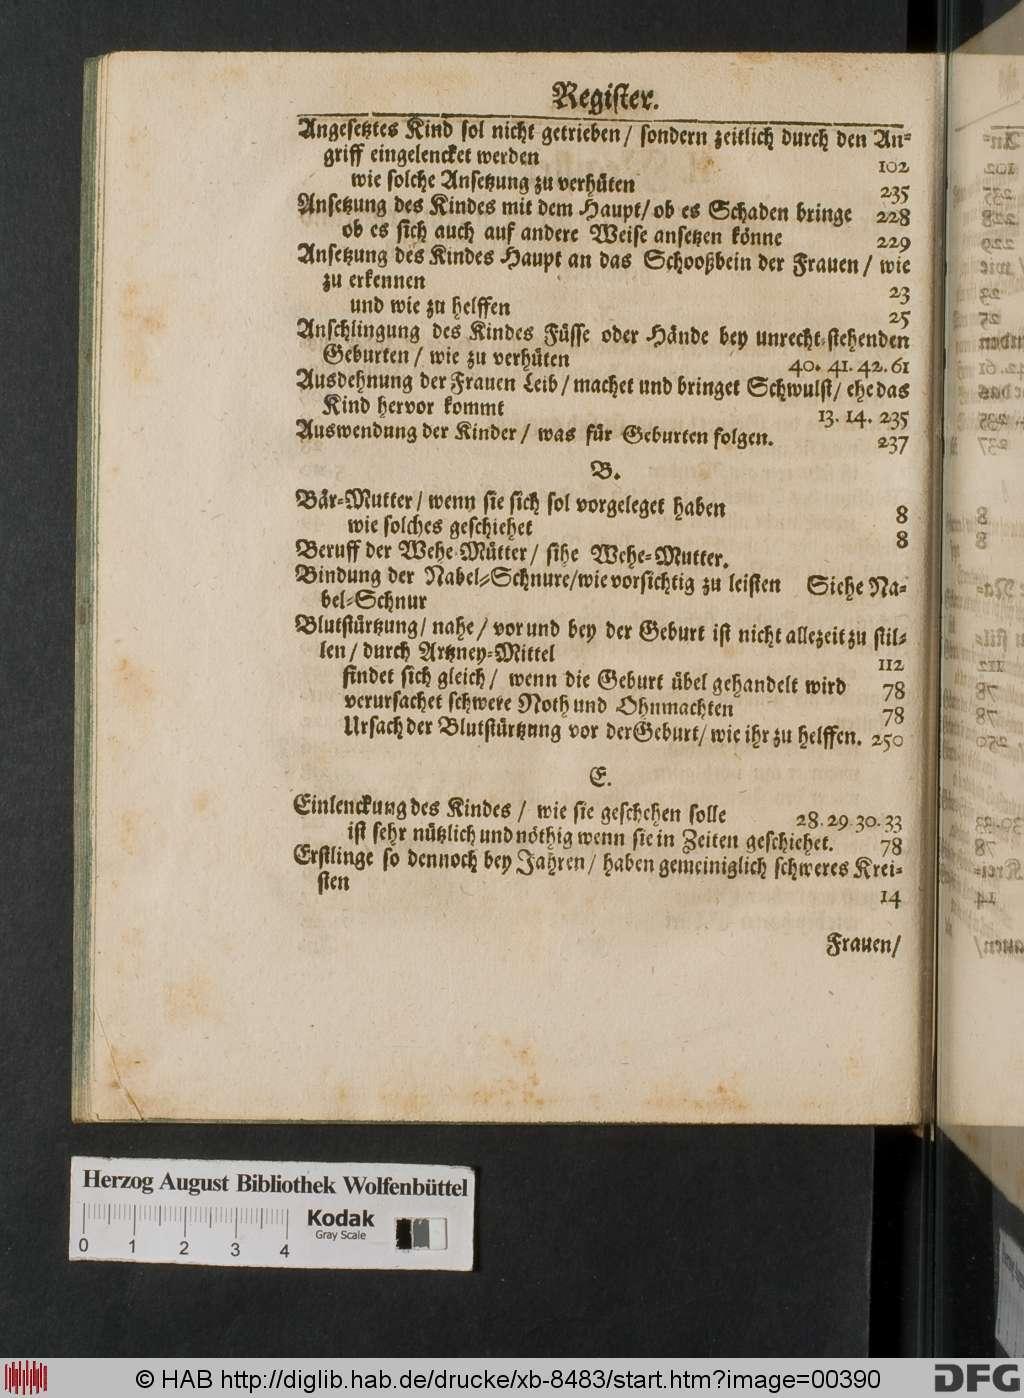 Register.
Angesetztes Kind sol nicht getrieben / sondern zeitlich durch den An-
griff eingelencket werden 102
wie solche Ansetzung zu verhüten 235
Ansetzung des Kindes mit dem Haupt / ob es Schaden bringe 228
ob es sich auch auf andere Weise ansetzen könne 229
Ansetzung des Kindes Haupt an das Schooßbein der Frauen / wie
zu erkennen 23
und wie zu helffen 25
Anschlingung des Kindes Füsse oder Hände bey unrecht-stehenden
Geburten / wie zu verhüten 40. 41. 42. 61
Ausdehnung der Frauen Leib / machet und bringet Schwulst / ehe das
Kind hervor kommt 13. 14. 235
Auswendung der Kinder / was für Geburten folgen. 237
B.
Bär-Mutter / wenn sie sich sol vorgeleget haben 8
wie solches geschiehet 8
Beruff der Wehe-Mütter / sihe Wehe-Mutter.
Bindung der Nabel-Schnure / wie vorsichtig zu leisten Siehe Na-
bel-Schnur
Blutstürtzung / nahe / vor und bey der Geburt ist nicht allezeit zu stil-
len / durch Artzney-Mittel 112
findet sich gleich / wenn die Geburt übel gehandelt wird 78
verursachet schwere Noth und Ohnmachten 78
Ursach der Blutstürtzung vor der Geburt / wie ihr zu helffen. 250
E.
Einlenckung des Kindes / wie sie geschehen solle 28. 29. 30. 33
ist sehr nützlich und nöthig wenn sie in Zeiten geschiehet. 78
Erstlinge so dennoch bey Jahren / haben gemeiniglich schweres Krei-
sten 14
Frauen /
Herzog August Bibliothek Wolfenbüttel
Kodak
Gray Scale
0 1 2 3 4
© HAB http://diglib.hab.de/drucke/xb-8483/start.htm?image=00390
DFG